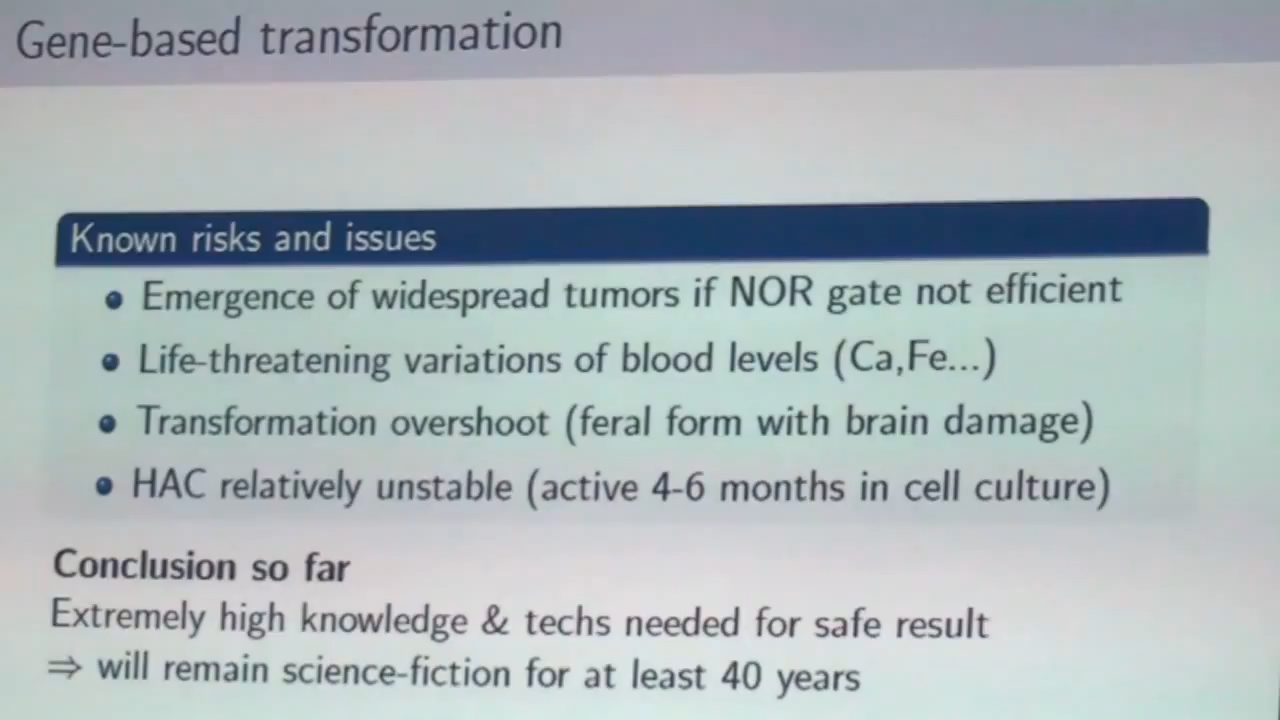 Gene-based transformation
Known risks and issues
• Emergence of widespread tumors if NOR gate not efficient
• Life-threatening variations of blood levels (Ca,Fe...)
• Transformation overshoot (feral form with brain damage)
• HAC relatively unstable (active 4-6 months in cell culture)
Conclusion so far
Extremely high knowledge & techs needed for safe result
⇒ will remain science-fiction for at least 40 years